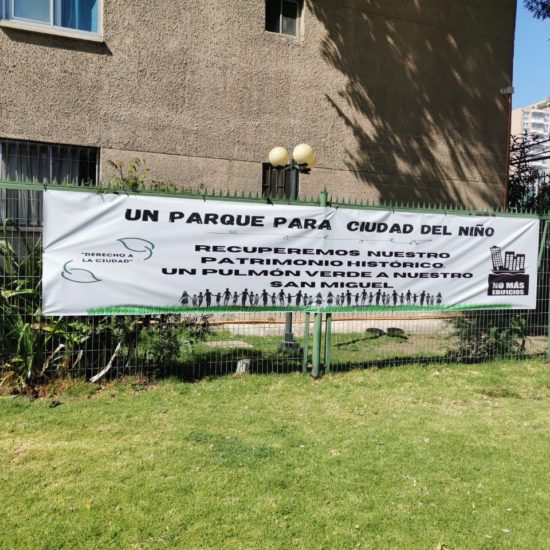 UN PARQUE PARA CIUDAD DEL NIÑO
"DERECHO A
LA CIUDAD"
RECUPEREMOS NUESTRO
PATRIMONIO HISTÓRICO.
UN PULMÓN VERDE A NUESTRO
SAN MIGUEL
NO MÁS
EDIFICIOS